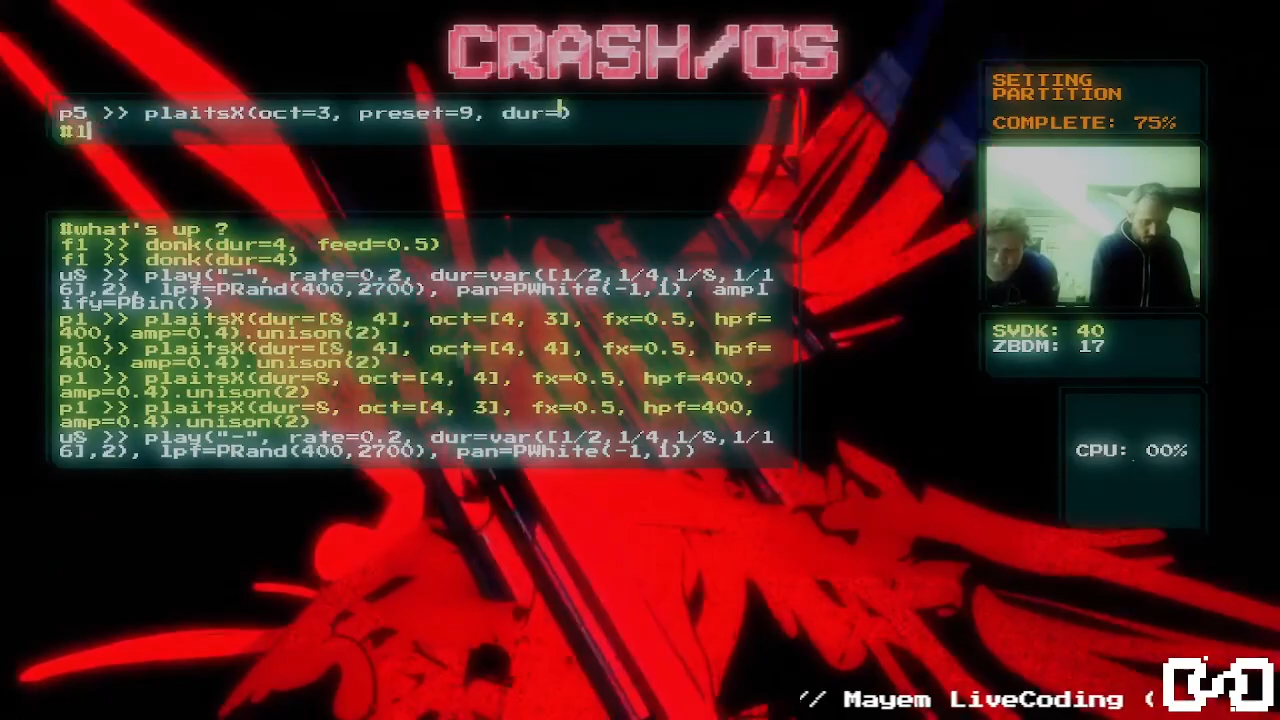 CRASH/OS
p5 >> plaitsX(oct=3, preset=9, dur=)
#1
#what's up ?
f1 >> donk(dur=4, feed=0.5)
f1 >> donk(dur=4)
u8 >> play("-", rate=0.2, dur=var([1/2,1/4,1/8,1/1
6],2), lpf=PRand(400,2700), pan=PWhite(-1,1), ampl
ify=PBin())
p1 >> plaitsX(dur=[8, 4], oct=[4, 3], fx=0.5, hpf=
400, amp=0.4).unison(2)
p1 >> plaitsX(dur=[8, 4], oct=[4, 4], fx=0.5, hpf=
400, amp=0.4).unison(2)
p1 >> plaitsX(dur=8, oct=[4, 4], fx=0.5, hpf=400,
amp=0.4).unison(2)
p1 >> plaitsX(dur=8, oct=[4, 3], fx=0.5, hpf=400,
amp=0.4).unison(2)
u8 >> play("-", rate=0.2, dur=var([1/2,1/4,1/8,1/1
6],2), lpf=PRand(400,2700), pan=PWhite(-1,1))
SETTING
PARTITION
COMPLETE: 75%
SVDK: 40
ZBDM: 17
CPU: 00%
// Mayem LiveCoding (